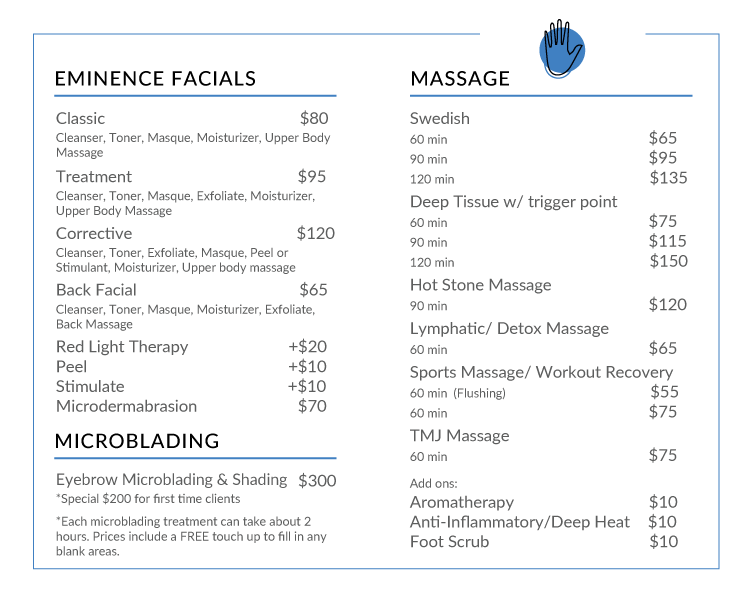 EMINENCE FACIALS
Classic $80
Cleanser, Toner, Masque, Moisturizer, Upper Body
Massage
Treatment $95
Cleanser, Toner, Masque, Exfoliate, Moisturizer,
Upper Body Massage
Corrective $120
Cleanser, Toner, Exfoliate, Masque, Peel or
Stimulant, Moisturizer, Upper body massage
Back Facial $65
Cleanser, Toner, Masque, Moisturizer, Exfoliate,
Back Massage
Red Light Therapy +$20
Peel +$10
Stimulate +$10
Microdermabrasion $70
MICROBLADING
Eyebrow Microblading & Shading $300
*Special $200 for first time clients
*Each microblading treatment can take about 2
hours. Prices include a FREE touch up to fill in any
blank areas.
MASSAGE
Swedish
60 min $65
90 min $95
120 min $135
Deep Tissue w/ trigger point
60 min $75
90 min $115
120 min $150
Hot Stone Massage
90 min $120
Lymphatic/ Detox Massage
60 min $65
Sports Massage/ Workout Recovery
60 min (Flushing) $55
60 min $75
TMJ Massage
60 min $75
Add ons:
Aromatherapy $10
Anti-Inflammatory/Deep Heat $10
Foot Scrub $10